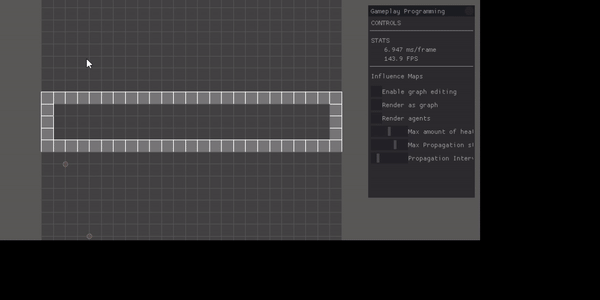 Gameplay Programming
CONTROLS
STATS
6.947 ms/frame
143.9 FPS
Influence Maps
Enable graph editing
Render as graph
Render agents
Max amount of hea
Max Propagation si
Propagation Inter